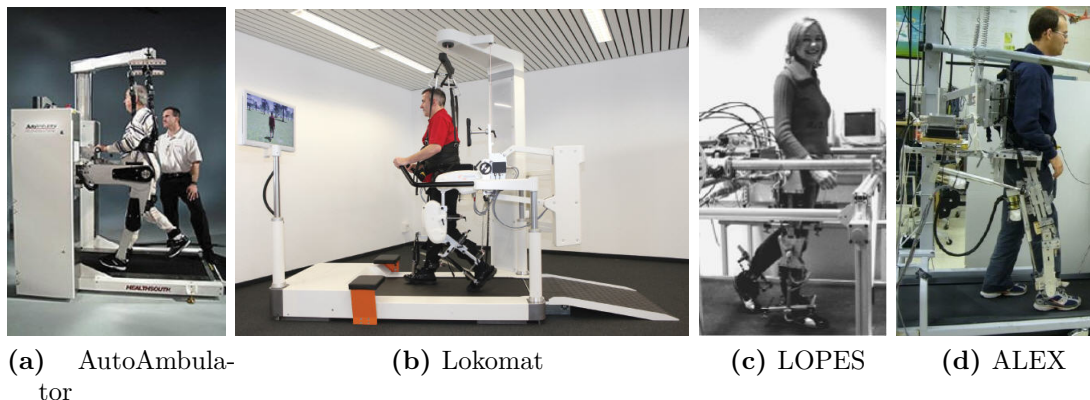 AutoAmbulator
HEALTHSOUTH
(a) AutoAmbula-
tor
(b) Lokomat
(c) LOPES
(d) ALEX